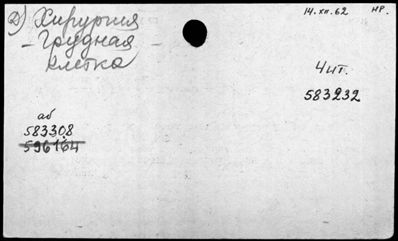 2) Хирургия
- Грудная -
клетка
14.XII.62 нр.
Чит.
583232
аб
583308
596164